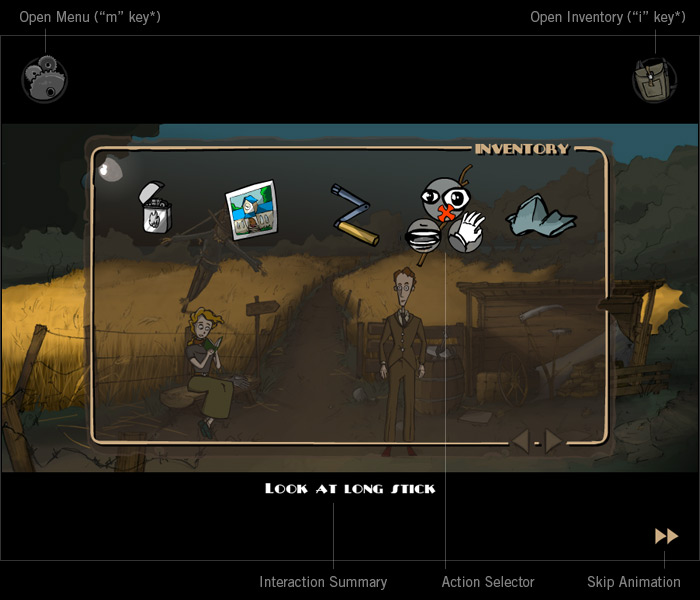 Open Menu (“m” key*)
Open Inventory (“i” key*)
INVENTORY
LOOK AT LONG STICK
Interaction Summary
Action Selector
Skip Animation